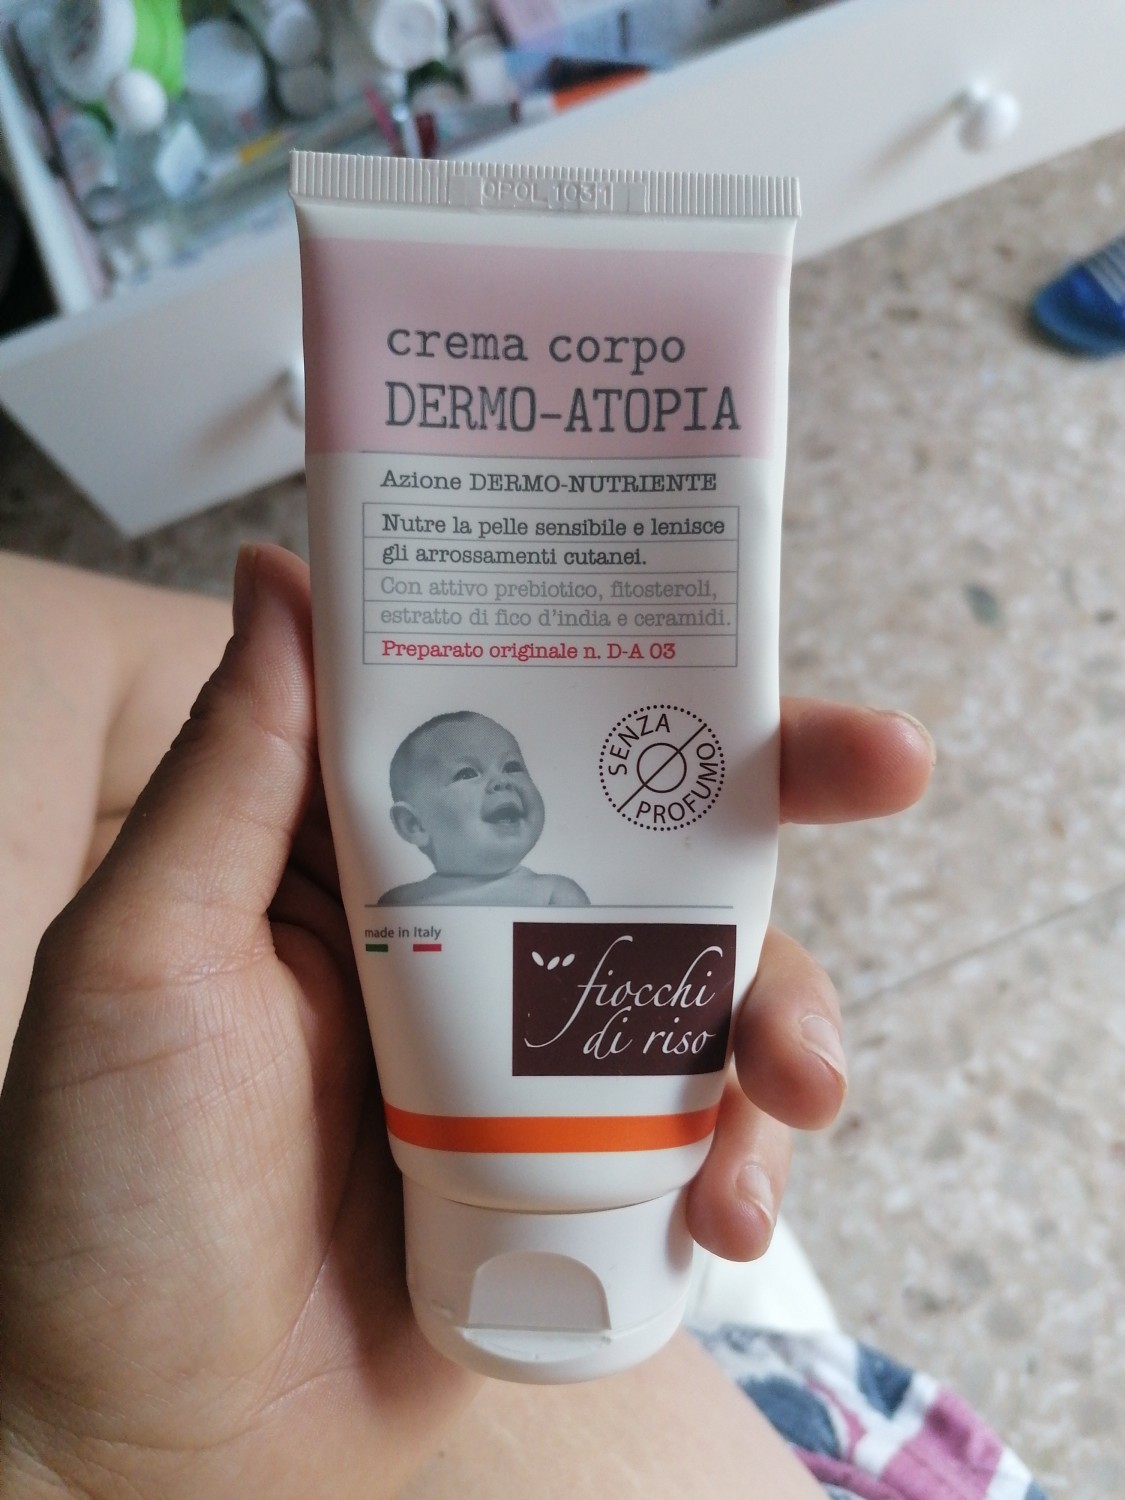 crema corpo
DERMO-ATOPIA
Azione DERMO-NUTRIENTE
Nutre la pelle sensibile e lenisce
gli arrossamenti cutanei.
Con attivo prebiotico, fitosteroli,
estratto di fico d'india e ceramidi.
Preparato originale n. D-A 03
SENZA
PROFUMO
made in Italy
fiocchi
di riso